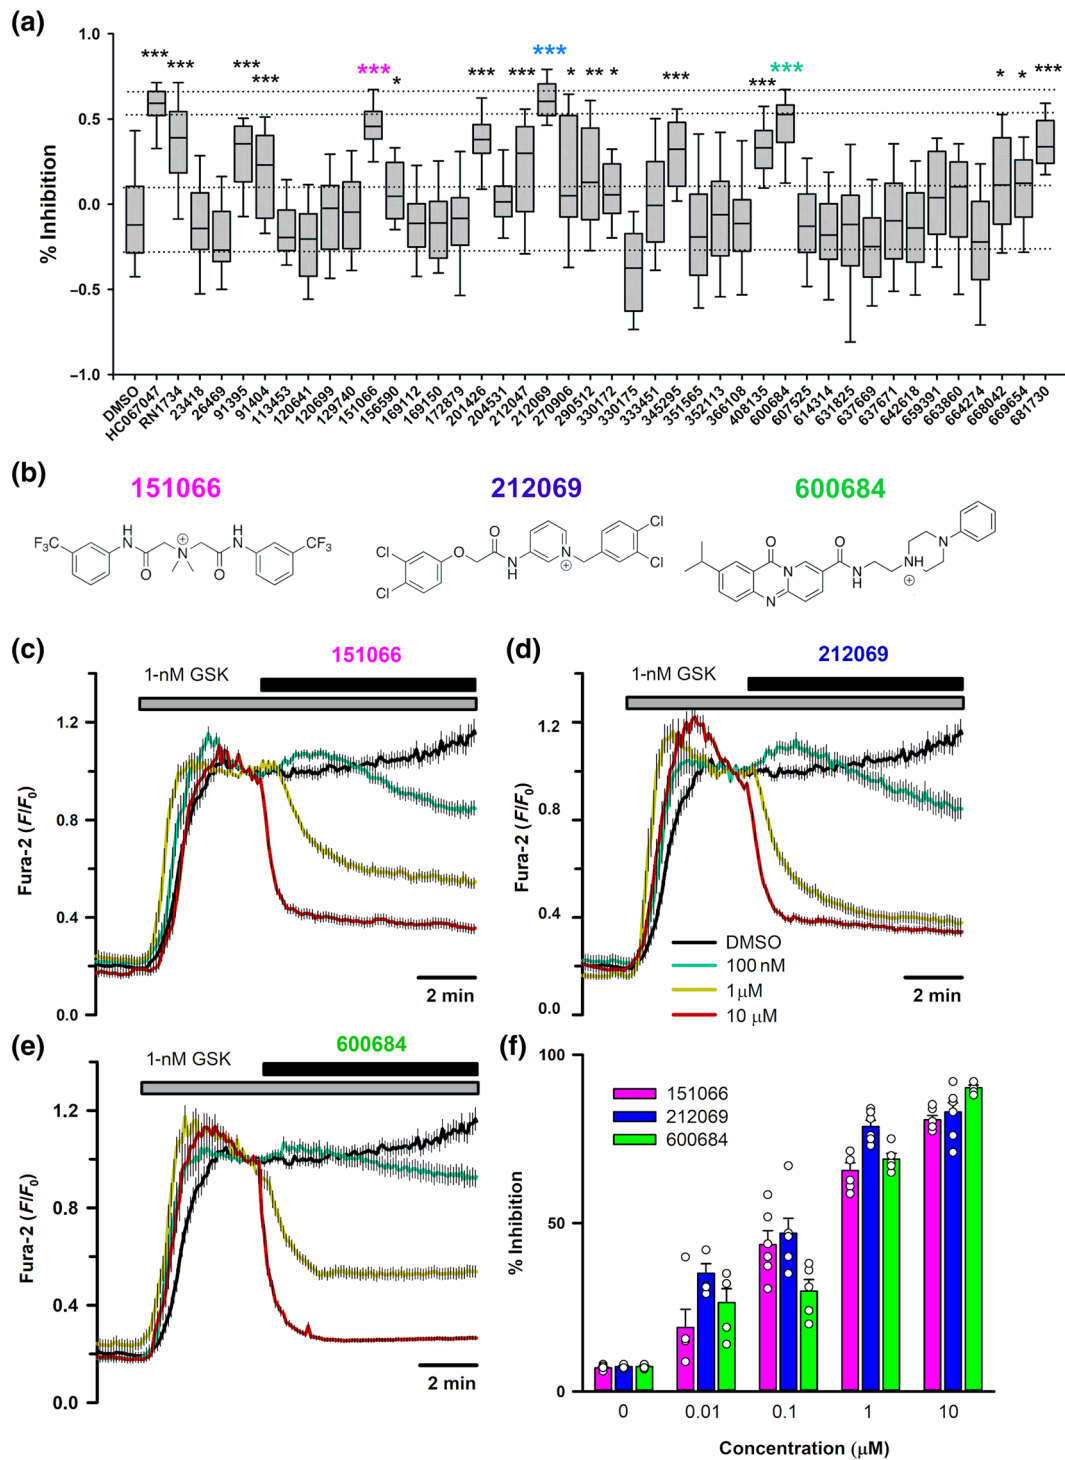 (a)
1.0
0.5
0.0
−0.5
−1.0
% Inhibition
*** *** *** *** *** * *** *** *** * ** * *** *** *** * * ***
DMSO
HC067047
RN1734
23418
26469
91395
91404
113453
120641
120699
129740
151066
156590
169112
169150
172879
201426
204531
212047
212069
270906
290512
330172
330175
333451
345295
351565
352113
366108
408135
600684
607525
614314
631825
637669
637671
642618
659391
663860
664274
668042
669654
681730
(b)
151066
212069
600684
F₃C
H
N
O
N
⊕
O
H
N
CF₃
Cl
Cl
O
O
N
H
N
⊕
Cl
Cl
O
N
N
O
N
H
NH
⊕
N
(c)
151066
1-nM GSK
1.2
0.8
0.4
0.0
Fura-2 (F/F₀)
2 min
(d)
212069
1-nM GSK
1.2
0.8
0.4
0.0
Fura-2 (F/F₀)
DMSO
100 nM
1 μM
10 μM
2 min
(e)
600684
1-nM GSK
1.2
0.8
0.4
0.0
Fura-2 (F/F₀)
2 min
(f)
100
50
0
% Inhibition
151066
212069
600684
0 0.01 0.1 1 10
Concentration (μM)